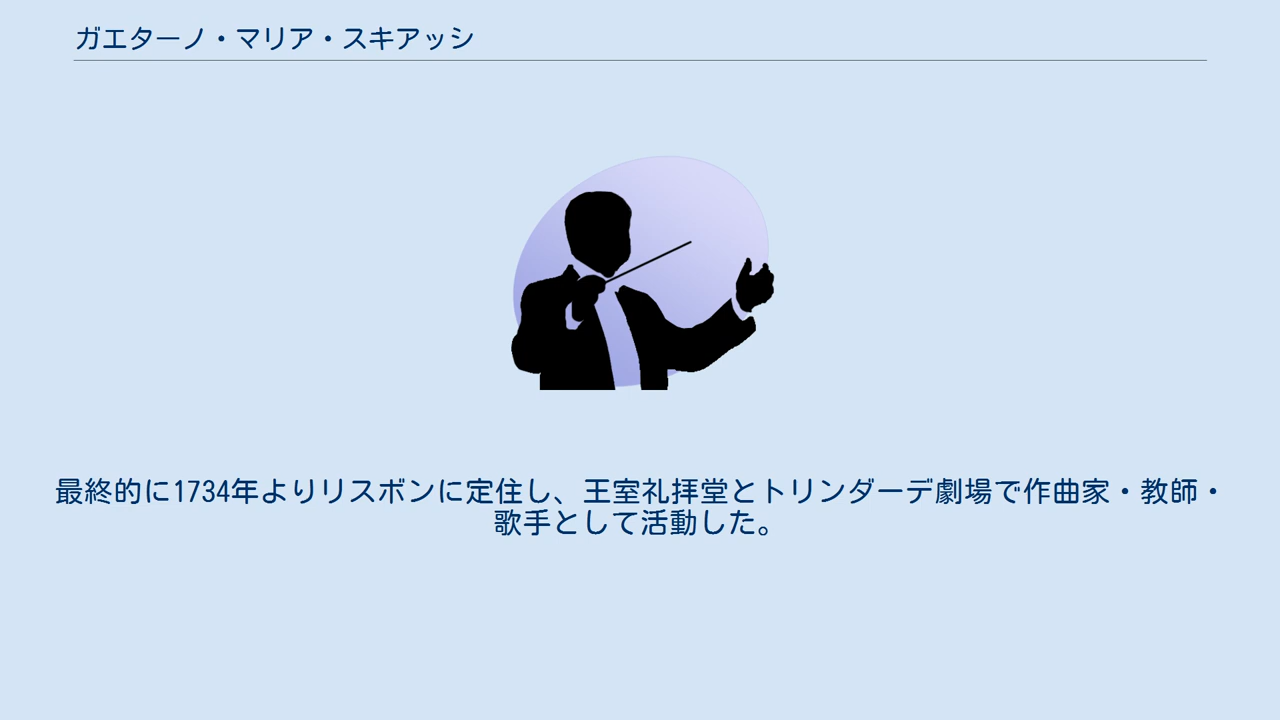 ガエターノ・マリア・スキアッシ
最終的に1734年よりリスボンに定住し、王室礼拝堂とトリンダーデ劇場で作曲家・教師・
歌手として活動した。